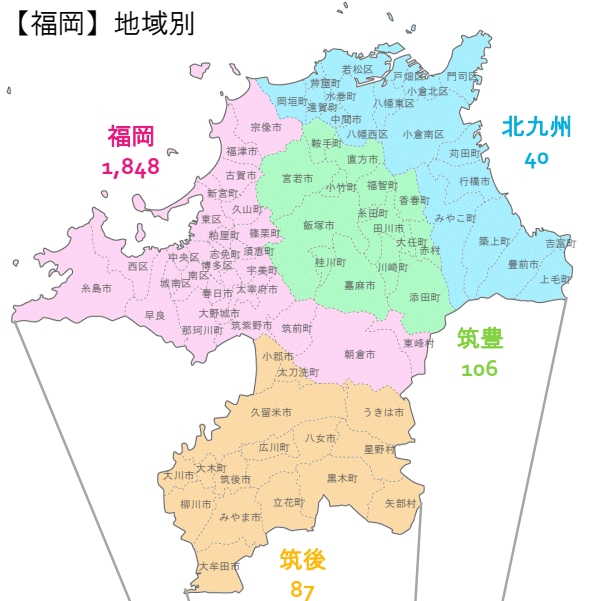 【福岡】地域別
若松区
戸畑区
門司区
芦屋町
小倉北区
水巻町
岡垣町
遠賀町
八幡東区
中間市
宗像市
八幡西区
小倉南区
北九州
40
福岡
1,848
鞍手町
福津市
直方市
苅田町
古賀市
宮若市
小竹町
福智町
行橋市
新宮町
香春町
久山町
糸田町
みやこ町
東区
飯塚市
田川市
粕屋町
篠栗町
大任町
築上町
吉富町
志免町
須恵町
赤村
中央区
博多区
西区
宇美町
桂川町
川崎町
豊前市
南区
上毛町
糸島市
城南区
春日市
太宰府市
嘉麻市
添田町
早良
大野城市
那珂川町
筑紫野市
筑前町
筑豊
106
東峰村
小郡市
朝倉市
太刀洗町
久留米市
うきは市
八女市
広川町
星野村
大木町
大川市
筑後市
黒木町
柳川市
立花町
矢部村
みやま市
筑後
87
大牟田市